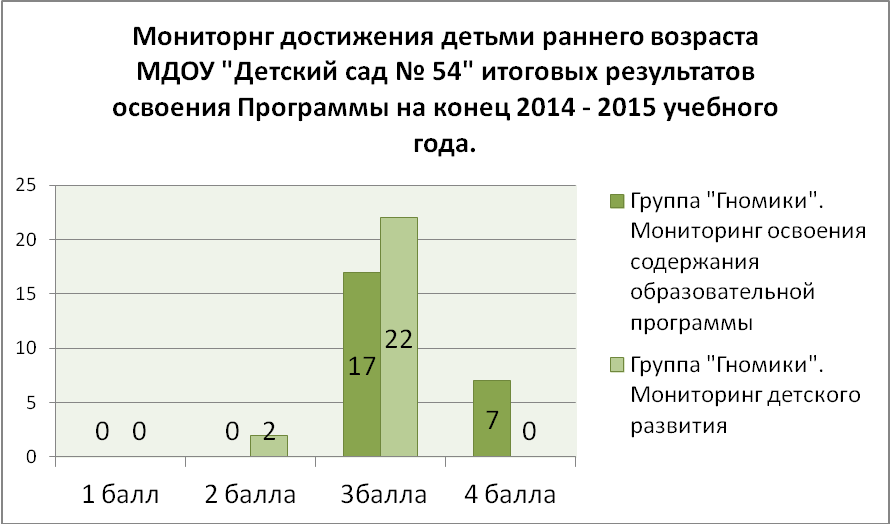 Мониторнг достижения детьми раннего возраста
МДОУ "Детский сад № 54" итоговых результатов
освоения Программы на конец 2014 - 2015 учебного
года.
25
20
15
10
5
0
0 0
0 2
17 22
7 0
1 балл 2 балла 3балла 4 балла
Группа "Гномики".
Мониторинг освоения
содержания
образовательной
программы
Группа "Гномики".
Мониторинг детского
развития